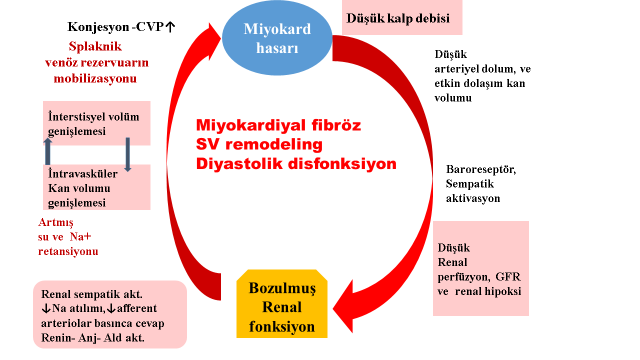 Miyokard
hasarı
Düşük kalp debisi
Düşük
arteriyel dolum, ve
etkin dolaşım kan
volumu
Baroreseptör,
Sempatik
aktivasyon
Düşük
Renal
perfüzyon, GFR
ve renal hipoksi
Bozulmuş
Renal
fonksiyon
Renal sempatik akt.
↓Na atılımı,↓afferent
arteriolar basınca cevap
Renin- Anj- Ald akt.
Artmış
su ve Na+
retansiyonu
İntravasküler
Kan volumu
genişlemesi
İnterstisyel volüm
genişlemesi
Splaknik
venöz rezervuarın
mobilizasyonu
Konjesyon -CVP↑
Miyokardiyal fibröz
SV remodeling
Diyastolik disfonksiyon